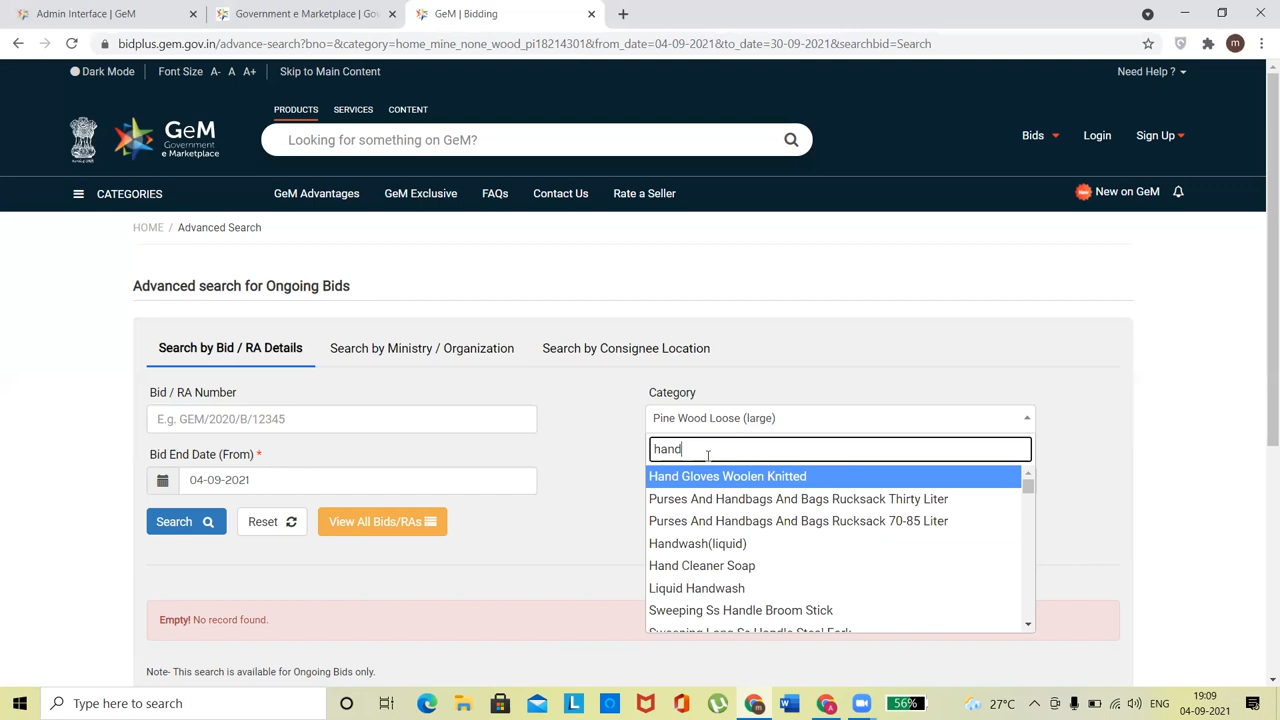 Admin Interface | GeM
Government e Marketplace | Gov
GeM | Bidding
bidplus.gem.gov.in/advance-search?bno=&category=home_mine_none_wood_pi18214301&from_date=04-09-2021&to_date=30-09-2021&searchbid=Search
m
Dark Mode
Font Size A- A A+
Skip to Main Content
Need Help ?
PRODUCTS SERVICES CONTENT
GeM
Government
e Marketplace
Looking for something on GeM?
Bids
Login
Sign Up
CATEGORIES
GeM Advantages
GeM Exclusive
FAQs
Contact Us
Rate a Seller
New on GeM
HOME / Advanced Search
Advanced search for Ongoing Bids
Search by Bid / RA Details
Search by Ministry / Organization
Search by Consignee Location
Bid / RA Number
E.g. GEM/2020/B/12345
Category
Pine Wood Loose (large)
hand
Hand Gloves Woolen Knitted
Purses And Handbags And Bags Rucksack Thirty Liter
Purses And Handbags And Bags Rucksack 70-85 Liter
Handwash(liquid)
Hand Cleaner Soap
Liquid Handwash
Sweeping Ss Handle Broom Stick
Sweeping Long Ss Handle Steel Fork
Bid End Date (From) *
04-09-2021
Search
Reset
View All Bids/RAs
Empty! No record found.
Note- This search is available for Ongoing Bids only.
Type here to search
56%
27°C
ENG
19:09
04-09-2021